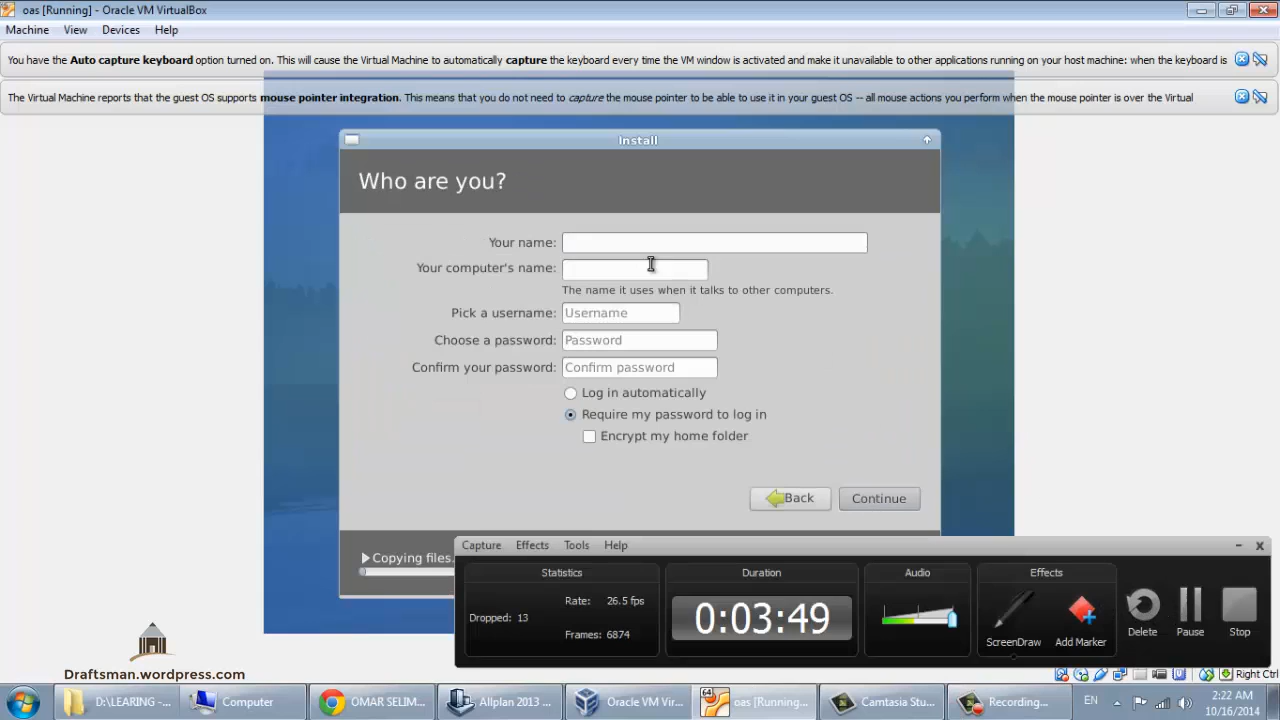 oas [Running] - Oracle VM VirtualBox
Machine View Devices Help
You have the Auto capture keyboard option turned on. This will cause the Virtual Machine to automatically capture the keyboard every time the VM window is activated and make it unavailable to other applications running on your host machine: when the keyboard is
The Virtual Machine reports that the guest OS supports mouse pointer integration. This means that you do not need to capture the mouse pointer to be able to use it in your guest OS -- all mouse actions you perform when the mouse pointer is over the Virtual
Install
Who are you?
Your name:
Your computer's name:
The name it uses when it talks to other computers.
Pick a username: Username
Choose a password: Password
Confirm your password: Confirm password
Log in automatically
Require my password to log in
Encrypt my home folder
Back Continue
Copying files.
Capture Effects Tools Help
Statistics Duration Audio Effects
Rate: 26.5 fps
Dropped: 13
Frames: 6874
0:03:49
ScreenDraw Add Marker Delete Pause Stop
Draftsman.wordpress.com
Right Ctrl
D:\LEARING -... Computer OMAR SELIM... Allplan 2013 ... Oracle VM Vir... 64 oas [Running... Camtasia Stu... Recording... EN 2:22 AM
10/16/2014